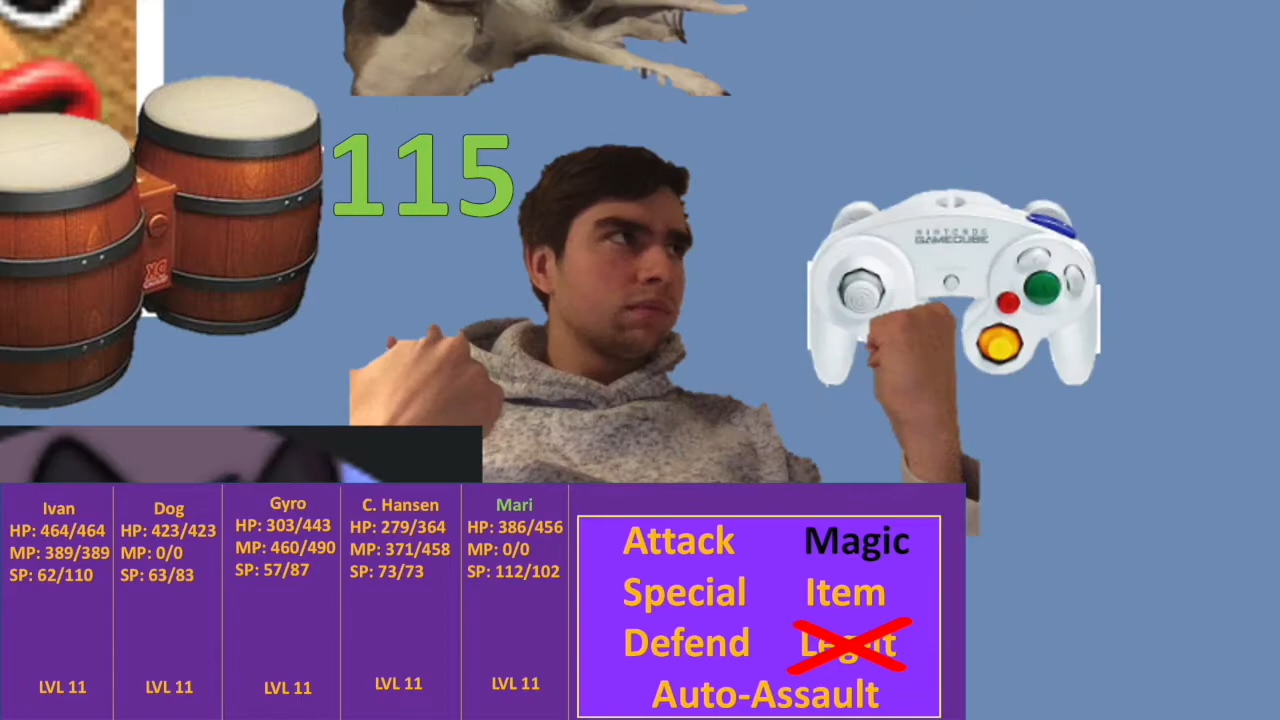 115
NINTENDO
GAMECUBE
Ivan
HP: 464/464
MP: 389/389
SP: 62/110
LVL 11
Dog
HP: 423/423
MP: 0/0
SP: 63/83
LVL 11
Gyro
HP: 303/443
MP: 460/490
SP: 57/87
LVL 11
C. Hansen
HP: 279/364
MP: 371/458
SP: 73/73
LVL 11
Mari
HP: 386/456
MP: 0/0
SP: 112/102
LVL 11
Attack
Magic
Special
Item
Defend
Auto-Assault